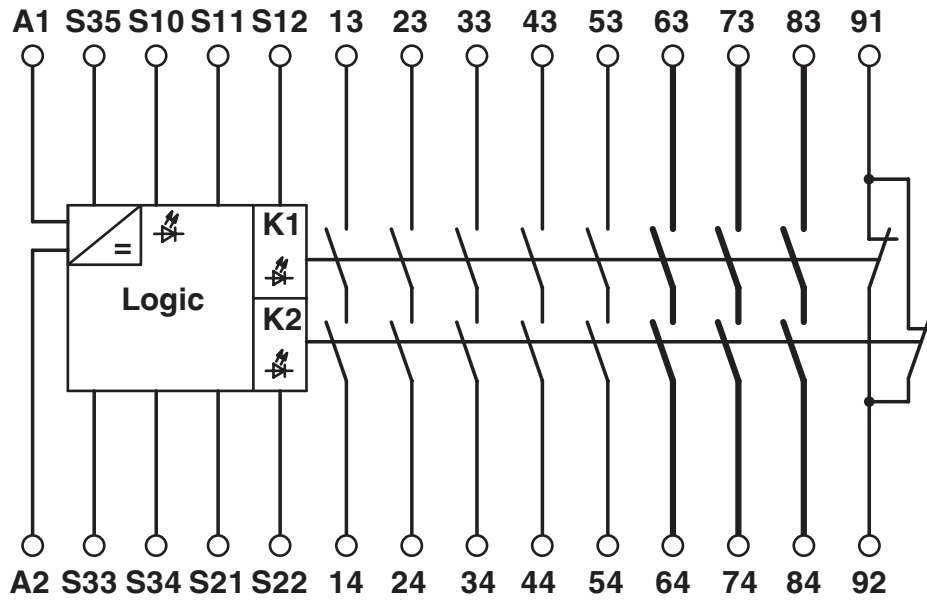 A1 S35 S10 S11 S12 13 23 33 43 53 63 73 83 91
K1
=
Logic
K2
A2 S33 S34 S21 S22 14 24 34 44 54 64 74 84 92